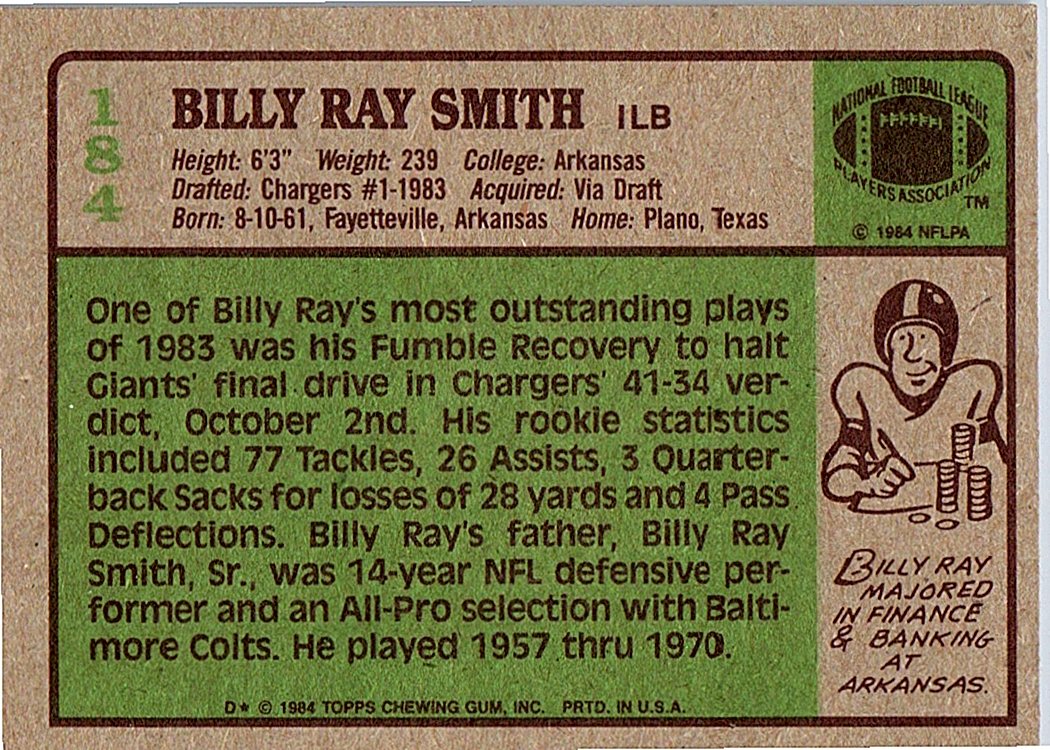 184
BILLY RAY SMITH ILB
Height: 6'3" Weight: 239 College: Arkansas
Drafted: Chargers #1-1983 Acquired: Via Draft
Born: 8-10-61, Fayetteville, Arkansas Home: Plano, Texas
NATIONAL FOOTBALL LEAGUE
PLAYERS ASSOCIATION
TM
© 1984 NFLPA
One of Billy Ray's most outstanding plays
of 1983 was his Fumble Recovery to halt
Giants' final drive in Chargers' 41-34 ver-
dict, October 2nd. His rookie statistics
included 77 Tackles, 26 Assists, 3 Quarter-
back Sacks for losses of 28 yards and 4 Pass
Deflections. Billy Ray's father, Billy Ray
Smith, Sr., was 14-year NFL defensive per-
former and an All-Pro selection with Balti-
more Colts. He played 1957 thru 1970.
BILLY RAY
MAJORED
IN FINANCE
& BANKING
AT
ARKANSAS.
D* © 1984 TOPPS CHEWING GUM, INC. PRTD. IN U.S.A.